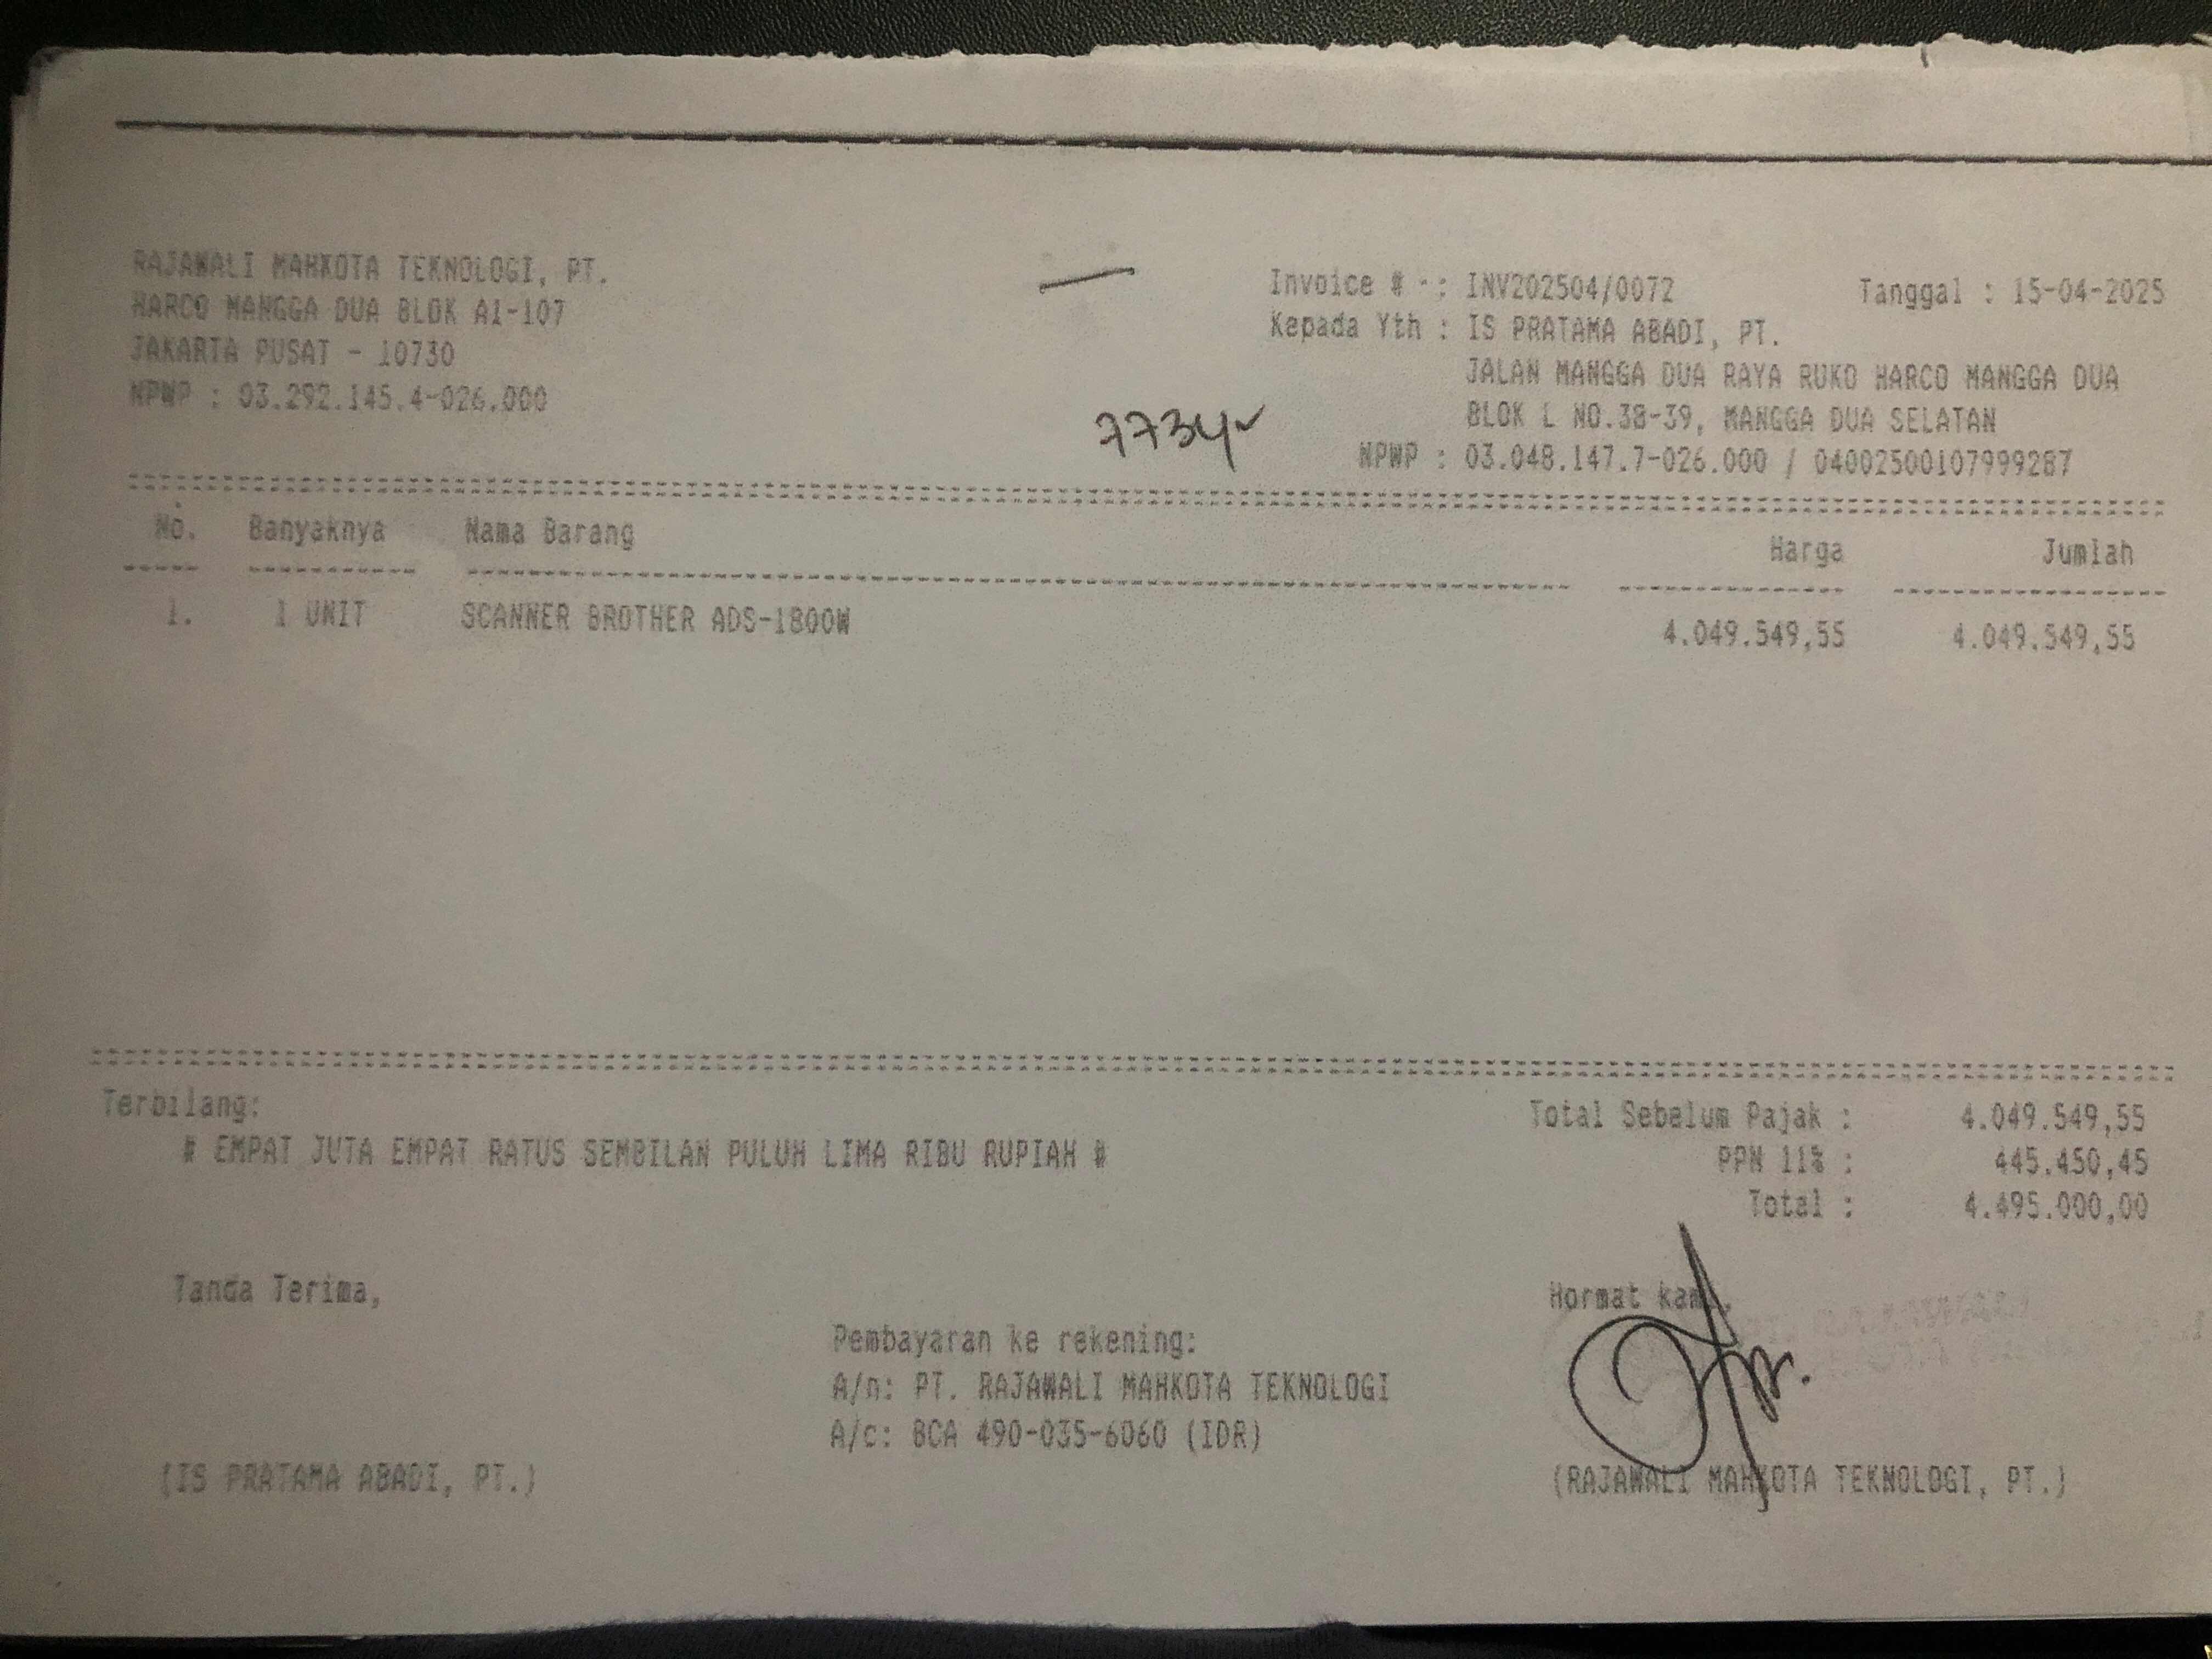 RAJAWALI MAHKOTA TEKNOLOGI, PT.
HARCO MANGGA DUA BLOK A1-107
JAKARTA PUSAT - 10730
NPWP : 03.292.145.4-026.000
Invoice # : INV202504/0072 Tanggal : 15-04-2025
Kepada Yth : IS PRATAMA ABADI, PT.
JALAN MANGGA DUA RAYA RUKO HARCO MANGGA DUA
BLOK L NO.38-39, MANGGA DUA SELATAN
NPWP : 03.048.147.7-026.000 / 04002500107999287
7734
No. Banyaknya Nama Barang Harga Jumlah
1. 1 UNIT SCANNER BROTHER ADS-1800W 4.049.549,55 4.049.549,55
Terbilang:
# EMPAT JUTA EMPAT RATUS SEMBILAN PULUH LIMA RIBU RUPIAH #
Total Sebelum Pajak : 4.049.549,55
PPN 11% : 445.450,45
Total : 4.495.000,00
Tanda Terima,
Hormat kami,
Pembayaran ke rekening:
A/n: PT. RAJAWALI MAHKOTA TEKNOLOGI
A/c: BCA 490-035-6060 (IDR)
(IS PRATAMA ABADI, PT.)
(RAJAWALI MAHKOTA TEKNOLOGI, PT.)